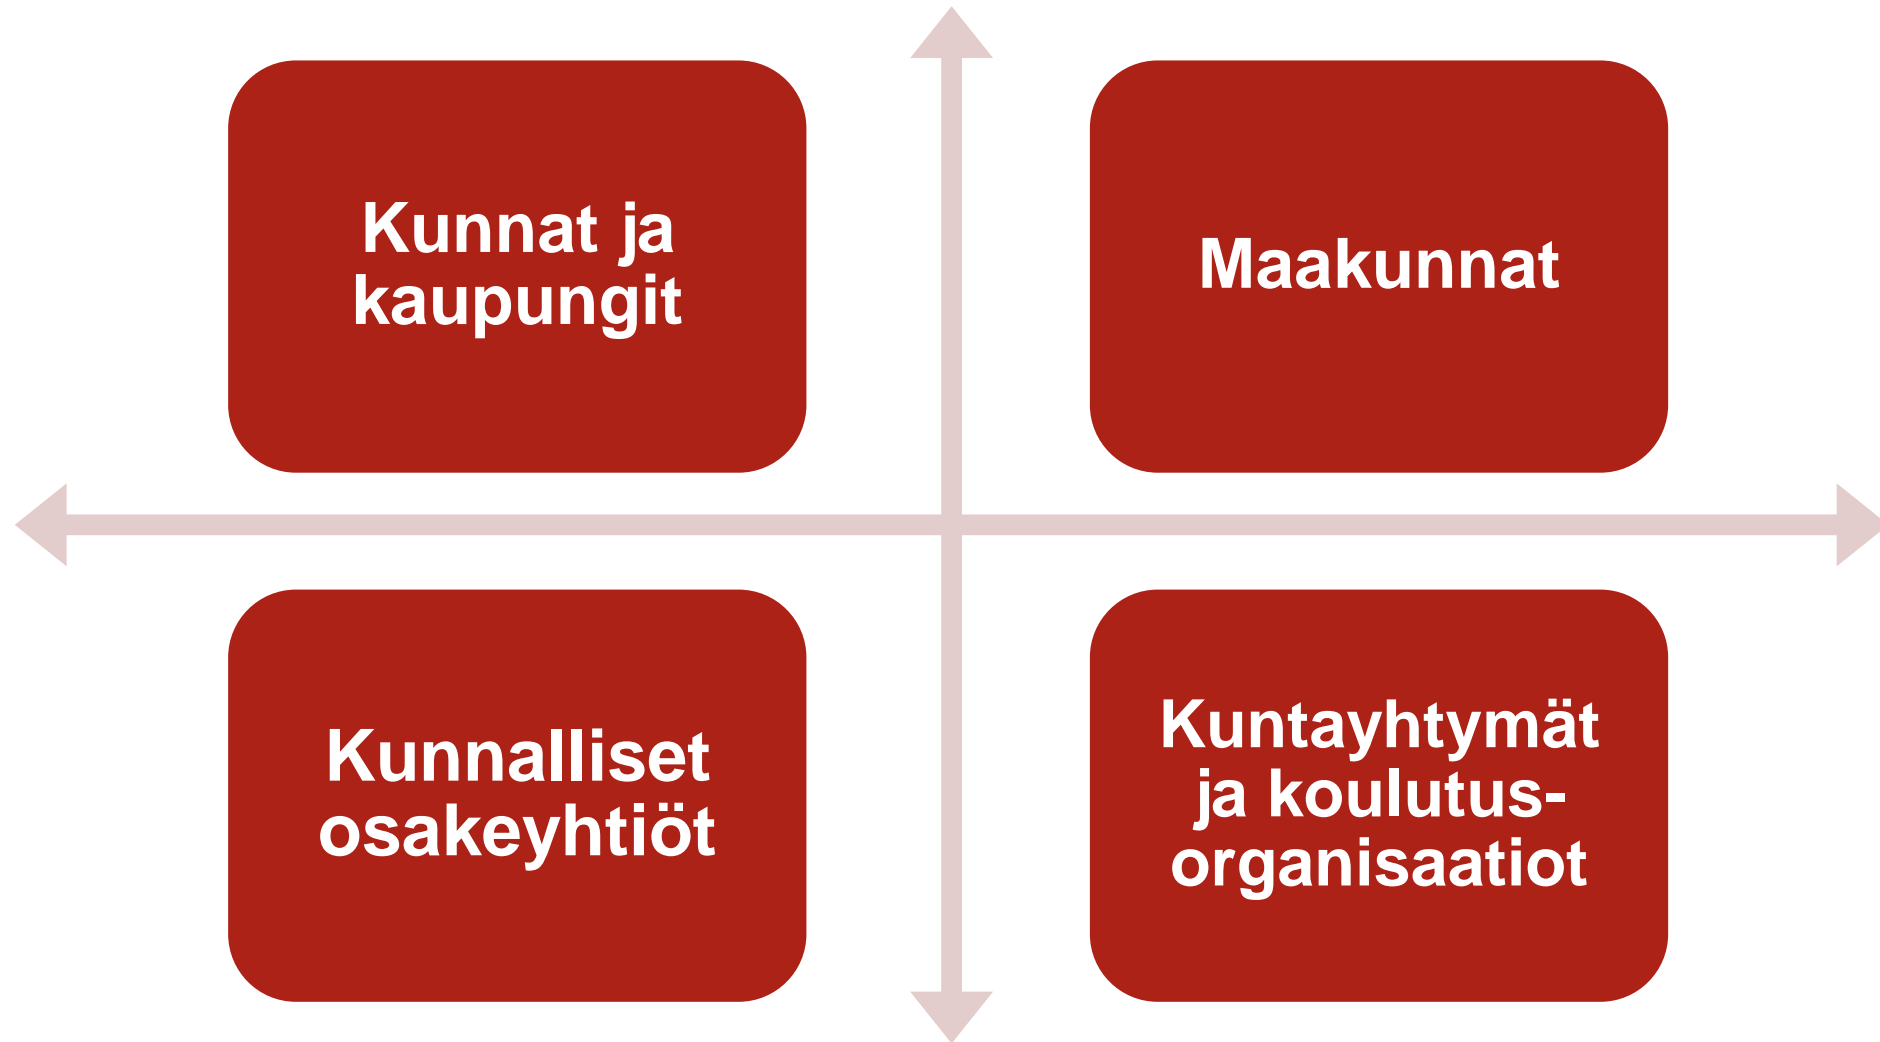 Kunnat ja
kaupungit
Maakunnat
Kunnalliset
osakeyhtiöt
Kuntayhtymät
ja koulutus-
organisaatiot